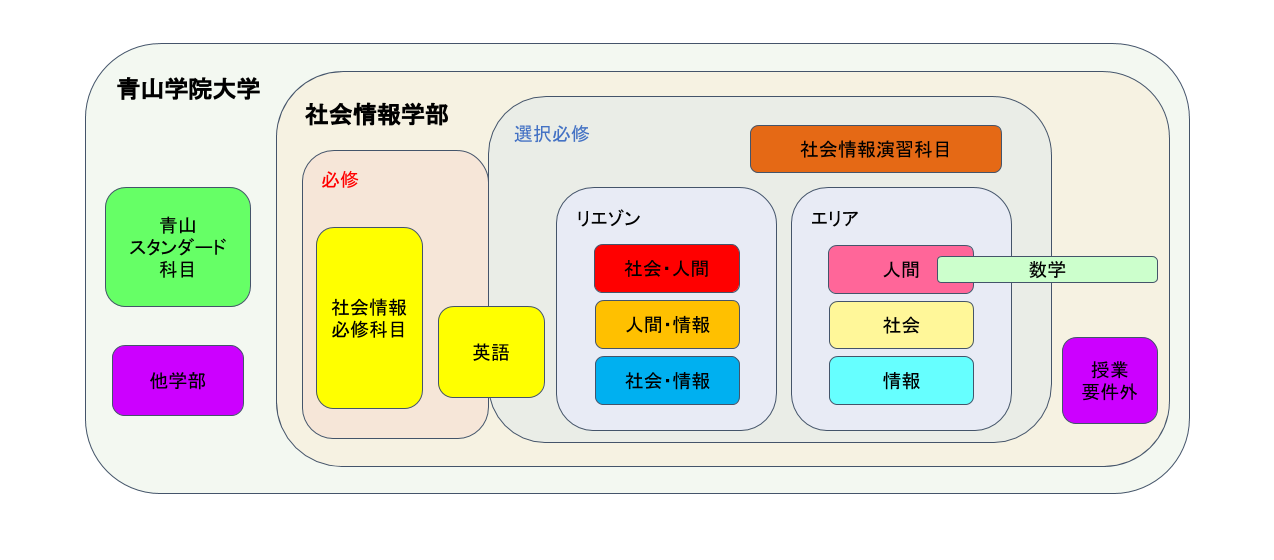 青山学院大学
社会情報学部
選択必修
社会情報演習科目
必修
青山
スタンダード
科目
リエゾン
エリア
社会・人間
人間
数学
社会情報
必修科目
人間・情報
社会
英語
他学部
社会・情報
情報
授業
要件外